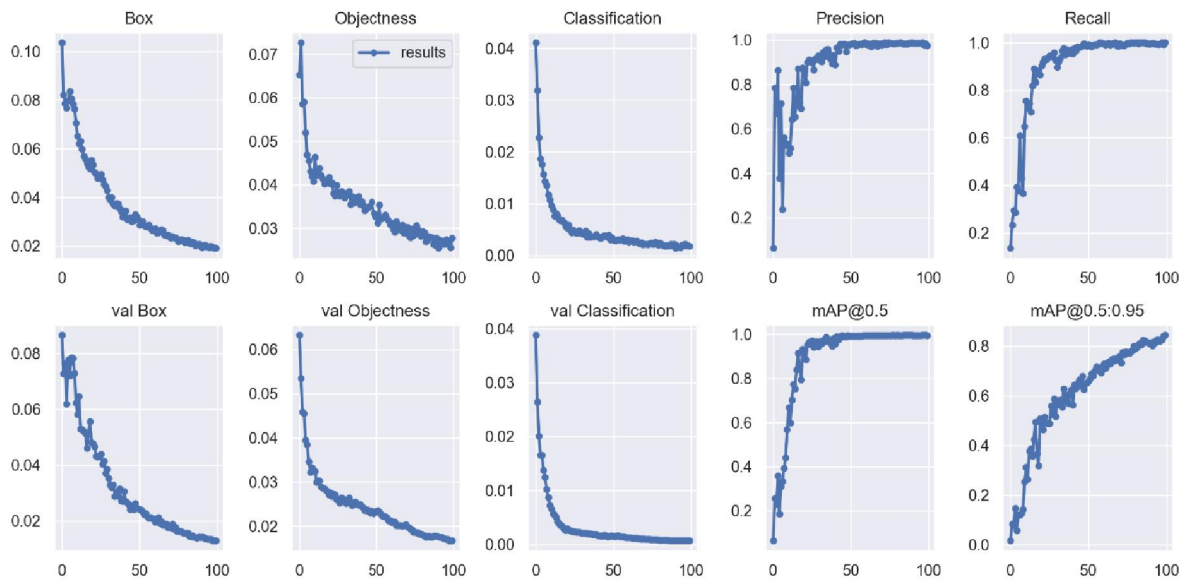 Box
Objectness
Classification
Precision
Recall
results
0.10
0.08
0.06
0.04
0.02
0.07
0.06
0.05
0.04
0.03
0.04
0.03
0.02
0.01
0.00
1.0
0.8
0.6
0.4
0.2
1.0
0.8
0.6
0.4
0.2
0 50 100
0 50 100
0 50 100
0 50 100
0 50 100
val Box
val Objectness
val Classification
mAP@0.5
mAP@0.5:0.95
0.08
0.06
0.04
0.02
0.06
0.05
0.04
0.03
0.02
0.04
0.03
0.02
0.01
0.00
1.0
0.8
0.6
0.4
0.2
0.8
0.6
0.4
0.2
0.0
0 50 100
0 50 100
0 50 100
0 50 100
0 50 100